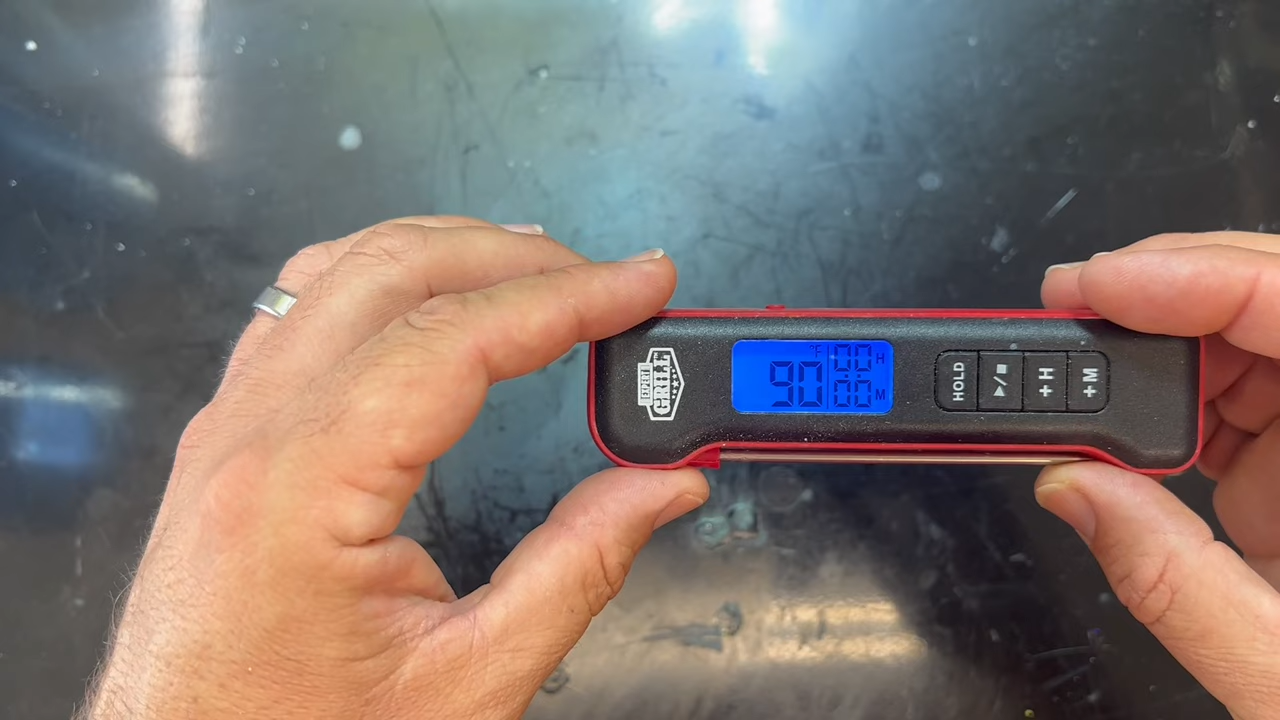 EXPERT
GRILL
°F
90
00 H
00 M
HOLD
▶/■
+H
+M